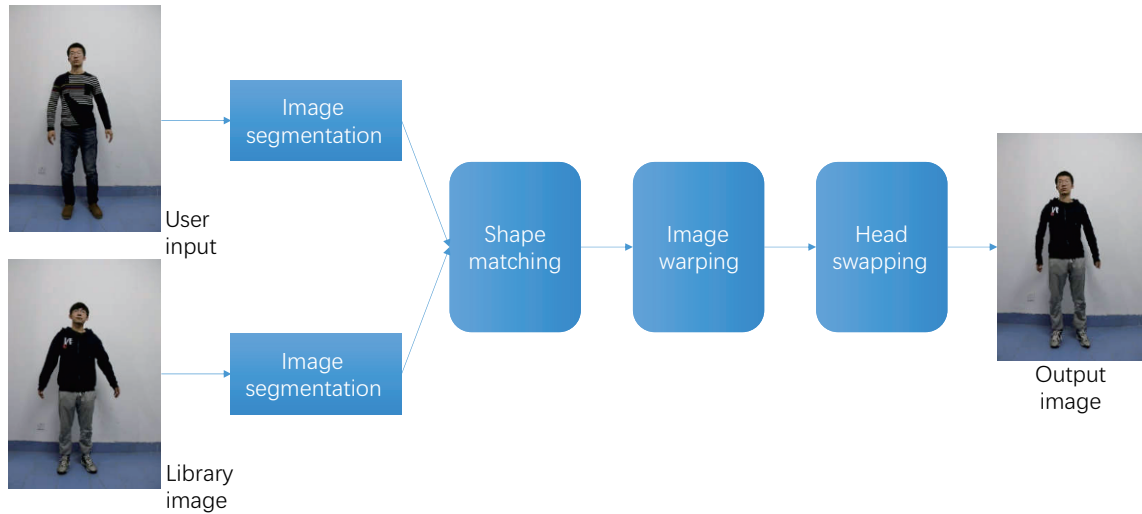 User
input
Image
segmentation
Library
image
Image
segmentation
Shape
matching
Image
warping
Head
swapping
Output
image